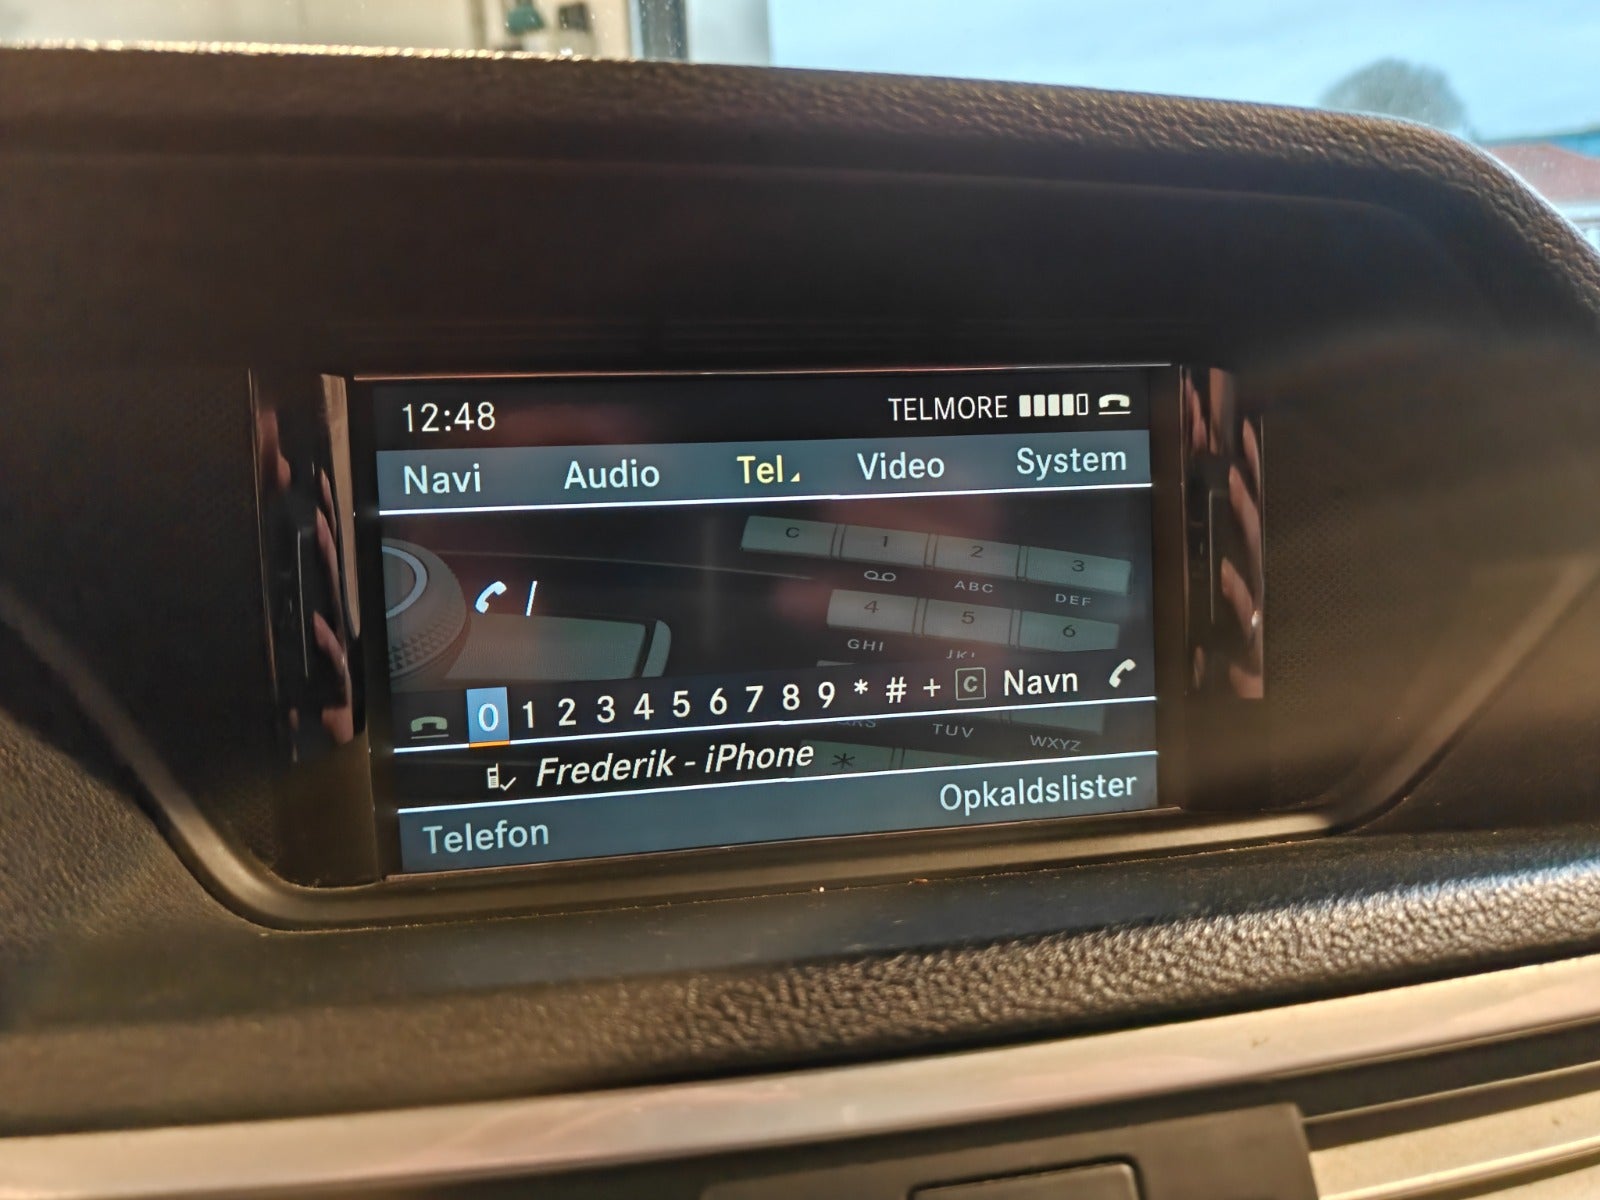 12:48 TELMORE
Navi Audio Tel Video System
C 1 2 3
ABC DEF
4 5 6
GHI
0 1 2 3 4 5 6 7 8 9 * # + C Navn
TUV WXYZ
Frederik - iPhone *
Telefon Opkaldslister